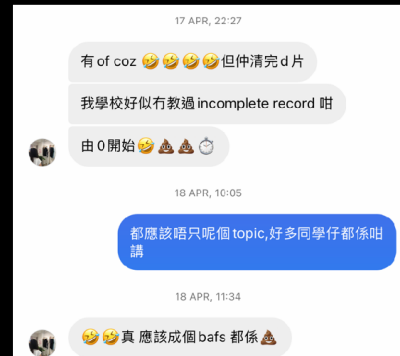 17 APR, 22:27
有 of coz 🤣🤣🤣🤣但仲清完 d 片
我學校好似冇教過 incomplete record 咁
由 0 開始🤣💩💩⏱️
18 APR, 10:05
都應該唔只呢個 topic,好多同學仔都係咁
講
18 APR, 11:34
🤣🤣真 應該成個 bafs 都係💩